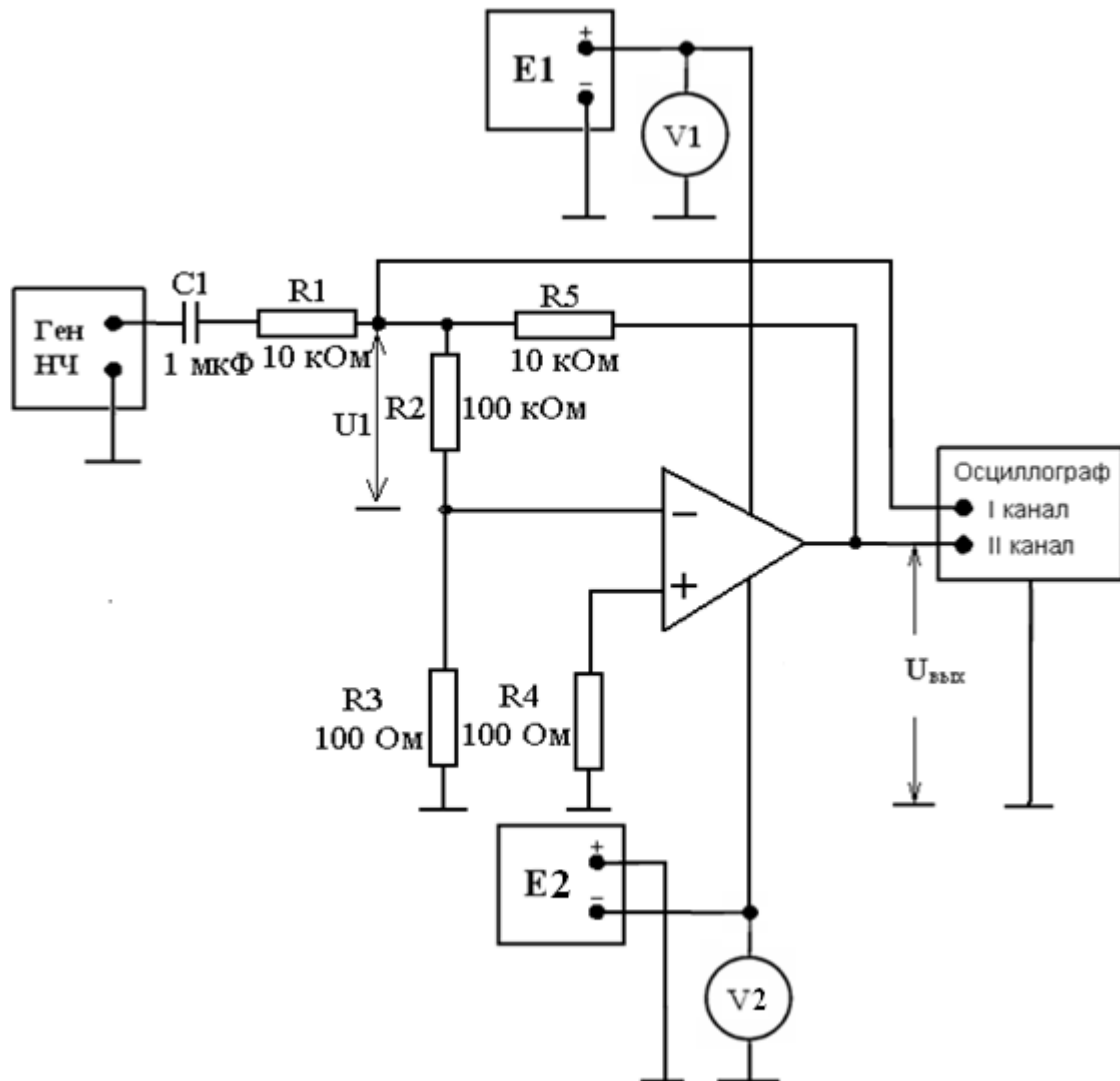 +
E1
−
V1
C1
R1
R5
Ген
НЧ
1 мкФ
10 кОм
10 кОм
U1
R2
100 кОм
Осциллограф
I канал
II канал
−
+
Uвых
R3
100 Ом
R4
100 Ом
+
E2
−
V2